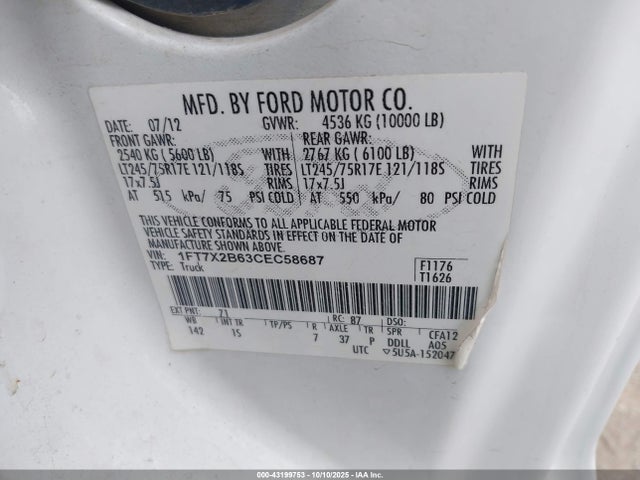 MFD. BY FORD MOTOR CO.
DATE: 07/12 GVWR: 4536 KG (10000 LB)
FRONT GAWR: REAR GAWR:
2540 KG ( 5600 LB) WITH 2767 KG ( 6100 LB) WITH
LT245/75R17E 121/118S TIRES LT245/75R17E 121/118S TIRES
17x7.5J RIMS 17x7.5J RIMS
AT 515 kPa/ 75 PSI COLD AT 550 kPa/ 80 PSI COLD
THIS VEHICLE CONFORMS TO ALL APPLICABLE FEDERAL MOTOR
VEHICLE SAFETY STANDARDS IN EFFECT ON THE DATE OF
MANUFACTURE SHOWN ABOVE.
VIN: 1FT7X2B63CEC58687 F1176
TYPE: Truck T1626
EXT PNT: 71 RC: 87 DSO:
WB INT TR TP/PS R AXLE TR SPR CFA12
142 15 7 37 P DDLL A05
UTC ▽5U5A-152047
000-43199753 - 10/10/2025 - IAAI.com